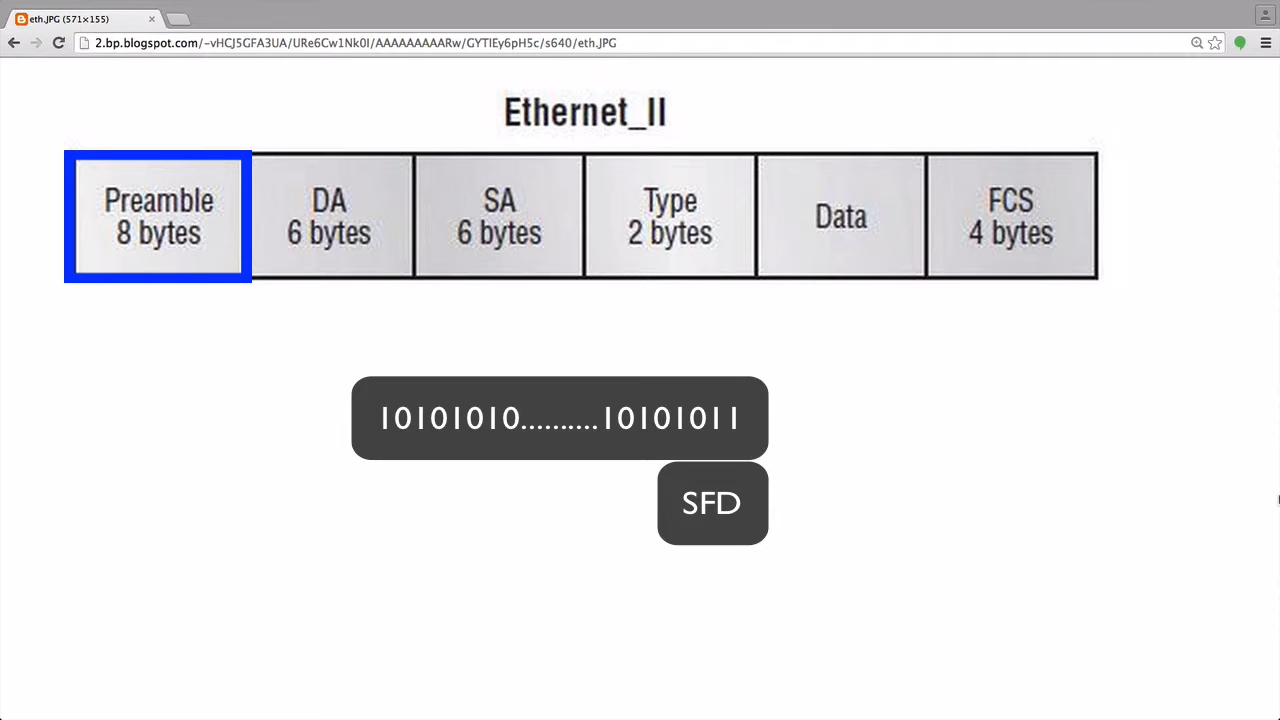 eth.JPG (571×155)
2.bp.blogspot.com/-vHCJ5GFA3UA/URe6Cw1Nk0I/AAAAAAAAARw/GYTIEy6pH5c/s640/eth.JPG
Ethernet_II
Preamble
8 bytes
DA
6 bytes
SA
6 bytes
Type
2 bytes
Data
FCS
4 bytes
10101010..........10101011
SFD